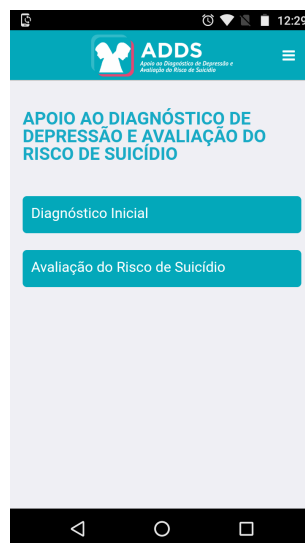 12:29
ADDS
Apoio ao Diagnóstico de Depressão e
Avaliação do Risco de Suicídio
APOIO AO DIAGNÓSTICO DE
DEPRESSÃO E AVALIAÇÃO DO
RISCO DE SUICÍDIO
Diagnóstico Inicial
Avaliação do Risco de Suicídio